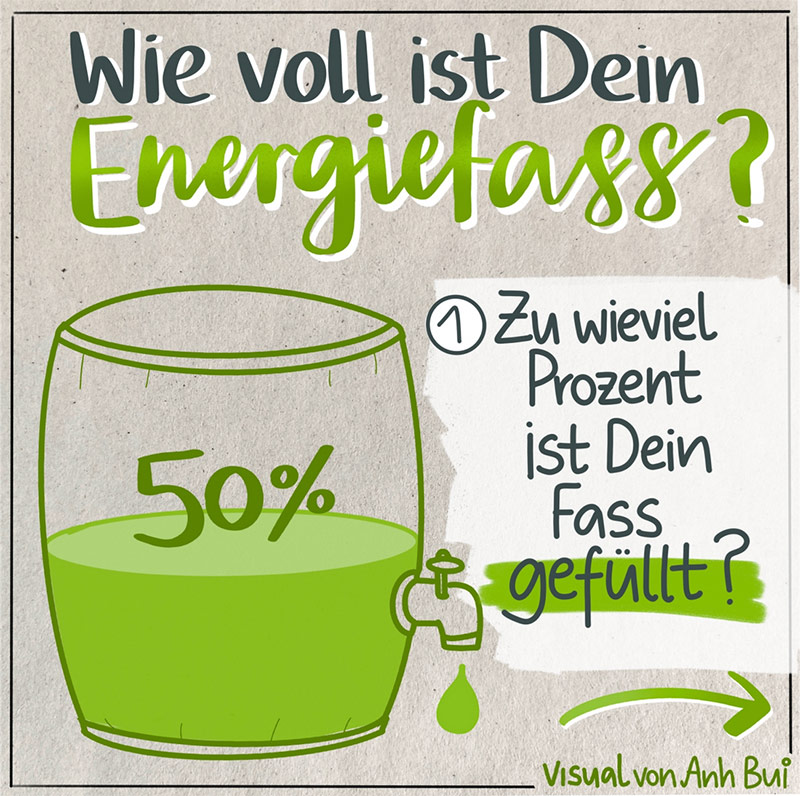 Wie voll ist Dein
Energiefass?
1 Zu wieviel
Prozent
ist Dein
Fass
gefüllt?
50%
Visual von Anh Bui